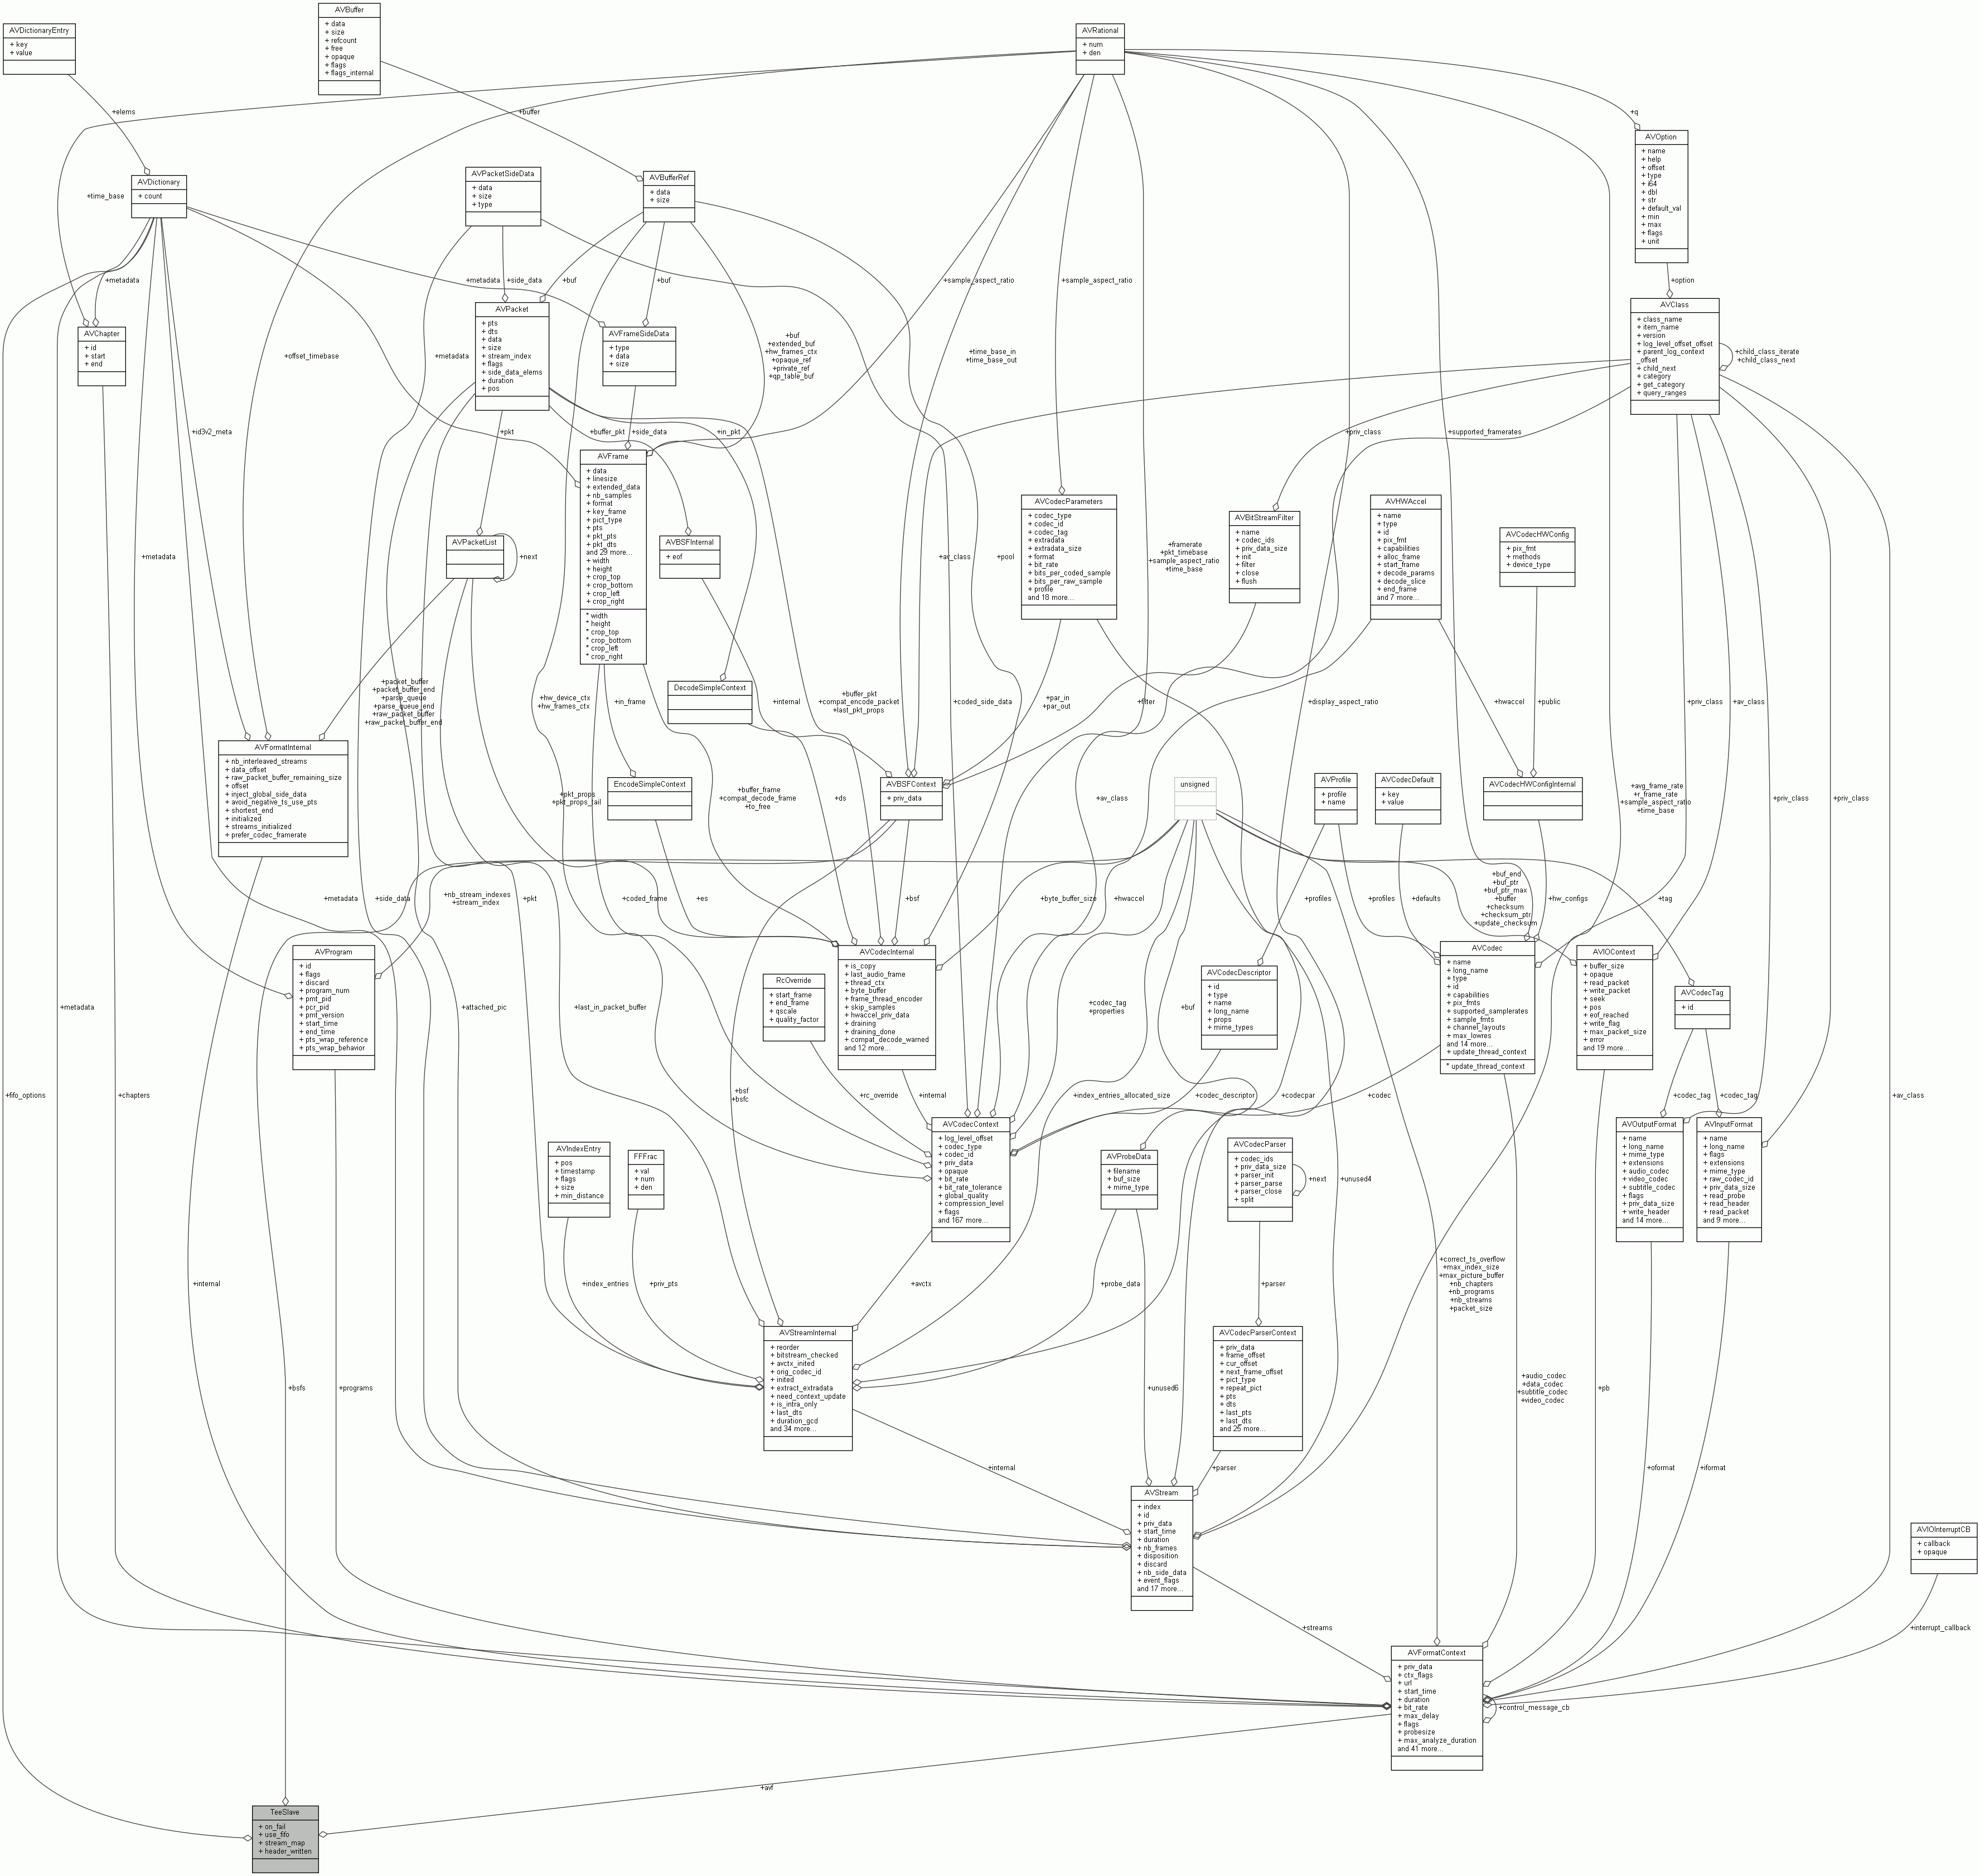 AVBuffer
+ data
+ size
+ refcount
+ free
+ opaque
+ flags
+ flags_internal
AVDictionaryEntry
+ key
+ value
AVRational
+ num
+ den
+elems
+buffer
+q
AVOption
+ name
+ help
+ offset
+ type
+ i64
+ dbl
+ str
+ default_val
+ min
+ max
+ flags
+ unit
AVDictionary
+ count
AVPacketSideData
+ data
+ size
+ type
AVBufferRef
+ data
+ size
+time_base
+metadata
+metadata
+side_data
+buf
+buf
+sample_aspect_ratio
+sample_aspect_ratio
+option
AVChapter
+ id
+ start
+ end
AVPacket
+ pts
+ dts
+ data
+ size
+ stream_index
+ flags
+ side_data_elems
+ duration
+ pos
AVFrameSideData
+ type
+ data
+ size
+buf
+extended_buf
+hw_frames_ctx
+opaque_ref
+private_ref
+qp_table_buf
AVClass
+ class_name
+ item_name
+ version
+ log_level_offset_offset
+ parent_log_context
_offset
+ child_next
+ category
+ get_category
+ query_ranges
+child_class_iterate
+child_class_next
+offset_timebase
+metadata
+time_base_in
+time_base_out
+id3v2_meta
+pkt
+buffer_pkt
+side_data
+in_pkt
+priv_class
+supported_framerates
AVFrame
+ data
+ linesize
+ extended_data
+ nb_samples
+ format
+ key_frame
+ pict_type
+ pts
+ pkt_pts
+ pkt_dts
and 29 more...
+ width
+ height
+ crop_top
+ crop_bottom
+ crop_left
+ crop_right
* width
* height
* crop_top
* crop_bottom
* crop_left
* crop_right
AVCodecParameters
+ codec_type
+ codec_id
+ codec_tag
+ extradata
+ extradata_size
+ format
+ bit_rate
+ bits_per_coded_sample
+ bits_per_raw_sample
+ profile
and 18 more...
AVBitStreamFilter
+ name
+ codec_ids
+ priv_data_size
+ init
+ filter
+ close
+ flush
AVHWAccel
+ name
+ type
+ id
+ pix_fmt
+ capabilities
+ alloc_frame
+ start_frame
+ decode_params
+ decode_slice
+ end_frame
and 7 more...
AVCodecHWConfig
+ pix_fmt
+ methods
+ device_type
AVPacketList
+next
AVBSFInternal
+ eof
+metadata
+av_class
+pool
+framerate
+pkt_timebase
+sample_aspect_ratio
+time_base
+packet_buffer
+packet_buffer_end
+parse_queue
+parse_queue_end
+raw_packet_buffer
+raw_packet_buffer_end
+hw_device_ctx
+hw_frames_ctx
+in_frame
DecodeSimpleContext
+internal
+buffer_pkt
+compat_encode_packet
+last_pkt_props
+coded_side_data
+par_in
+par_out
+filter
+display_aspect_ratio
+hwaccel
+public
+priv_class
+av_class
AVFormatInternal
+ nb_interleaved_streams
+ data_offset
+ raw_packet_buffer_remaining_size
+ offset
+ inject_global_side_data
+ avoid_negative_ts_use_pts
+ shortest_end
+ initialized
+ streams_initialized
+ prefer_codec_framerate
+pkt_props
+pkt_props_tail
EncodeSimpleContext
+buffer_frame
+compat_decode_frame
+to_free
+ds
AVBSFContext
+ priv_data
+av_class
unsigned
AVProfile
+ profile
+ name
AVCodecDefault
+ key
+ value
AVCodecHWConfigInternal
+avg_frame_rate
+r_frame_rate
+sample_aspect_ratio
+time_base
+priv_class
+priv_class
+metadata
+side_data
+nb_stream_indexes
+stream_index
+pkt
+coded_frame
+es
+bsf
+byte_buffer_size
+hwaccel
+profiles
+profiles
+defaults
+buf_end
+buf_ptr
+buf_ptr_max
+buffer
+checksum
+checksum_ptr
+update_checksum
+hw_configs
+tag
AVProgram
+ id
+ flags
+ discard
+ program_num
+ pmt_pid
+ pcr_pid
+ pmt_version
+ start_time
+ end_time
+ pts_wrap_reference
+ pts_wrap_behavior
AVCodecInternal
+ is_copy
+ last_audio_frame
+ thread_ctx
+ byte_buffer
+ frame_thread_encoder
+ skip_samples
+ hwaccel_priv_data
+ draining
+ draining_done
+ compat_decode_warned
and 12 more...
RcOverride
+ start_frame
+ end_frame
+ qscale
+ quality_factor
AVCodecDescriptor
+ id
+ type
+ name
+ long_name
+ props
+ mime_types
AVCodec
+ name
+ long_name
+ type
+ id
+ capabilities
+ pix_fmts
+ supported_samplerates
+ sample_fmts
+ channel_layouts
+ max_lowres
and 14 more...
+ update_thread_context
* update_thread_context
AVIOContext
+ buffer_size
+ opaque
+ read_packet
+ write_packet
+ seek
+ pos
+ eof_reached
+ write_flag
+ max_packet_size
+ error
and 19 more...
AVCodecTag
+ id
+metadata
+attached_pic
+last_in_packet_buffer
+codec_tag
+properties
+buf
+fifo_options
+chapters
+bsf
+bsfc
+rc_override
+internal
+index_entries_allocated_size
+codec_descriptor
+codecpar
+codec
+codec_tag
+codec_tag
+av_class
AVCodecContext
+ log_level_offset
+ codec_type
+ codec_id
+ priv_data
+ opaque
+ bit_rate
+ bit_rate_tolerance
+ global_quality
+ compression_level
+ flags
and 167 more...
AVOutputFormat
+ name
+ long_name
+ mime_type
+ extensions
+ audio_codec
+ video_codec
+ subtitle_codec
+ flags
+ priv_data_size
+ write_header
and 14 more...
AVInputFormat
+ name
+ long_name
+ flags
+ extensions
+ mime_type
+ raw_codec_id
+ priv_data_size
+ read_probe
+ read_header
+ read_packet
and 9 more...
AVIndexEntry
+ pos
+ timestamp
+ flags
+ size
+ min_distance
FFFrac
+ val
+ num
+ den
AVProbeData
+ filename
+ buf_size
+ mime_type
AVCodecParser
+ codec_ids
+ priv_data_size
+ parser_init
+ parser_parse
+ parser_close
+ split
+next
+unused4
+internal
+index_entries
+priv_pts
+avctx
+probe_data
+parser
+correct_ts_overflow
+max_index_size
+max_picture_buffer
+nb_chapters
+nb_programs
+nb_streams
+packet_size
AVStreamInternal
+ reorder
+ bitstream_checked
+ avctx_inited
+ orig_codec_id
+ inited
+ extract_extradata
+ need_context_update
+ is_intra_only
+ last_dts
+ duration_gcd
and 34 more...
AVCodecParserContext
+ priv_data
+ frame_offset
+ cur_offset
+ next_frame_offset
+ pict_type
+ repeat_pict
+ pts
+ dts
+ last_pts
+ last_dts
and 25 more...
+bsfs
+programs
+unused6
+audio_codec
+data_codec
+subtitle_codec
+video_codec
+pb
+internal
+parser
+oformat
+iformat
AVStream
+ index
+ id
+ priv_data
+ start_time
+ duration
+ nb_frames
+ disposition
+ discard
+ nb_side_data
+ event_flags
and 17 more...
AVIOInterruptCB
+ callback
+ opaque
+streams
+interrupt_callback
AVFormatContext
+ priv_data
+ ctx_flags
+ url
+ start_time
+ duration
+ bit_rate
+ max_delay
+ flags
+ probesize
+ max_analyze_duration
and 41 more...
+control_message_cb
+avf
TeeSlave
+ on_fail
+ use_fifo
+ stream_map
+ header_written